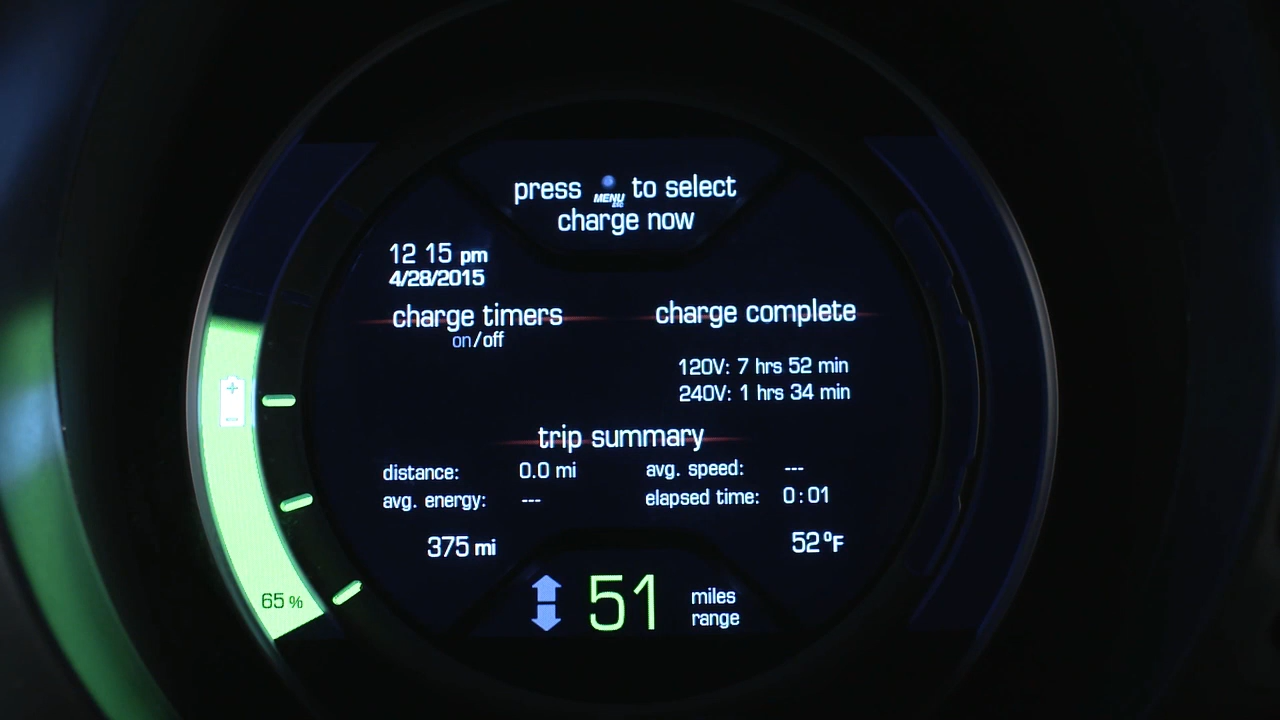 press MENU to select
charge now
12 15 pm
4/28/2015
charge timers
on/off
charge complete
120V: 7 hrs 52 min
240V: 1 hrs 34 min
trip summary
distance: 0.0 mi avg. speed: ---
avg. energy: --- elapsed time: 0:01
375 mi 52°F
65 %
51 miles
range